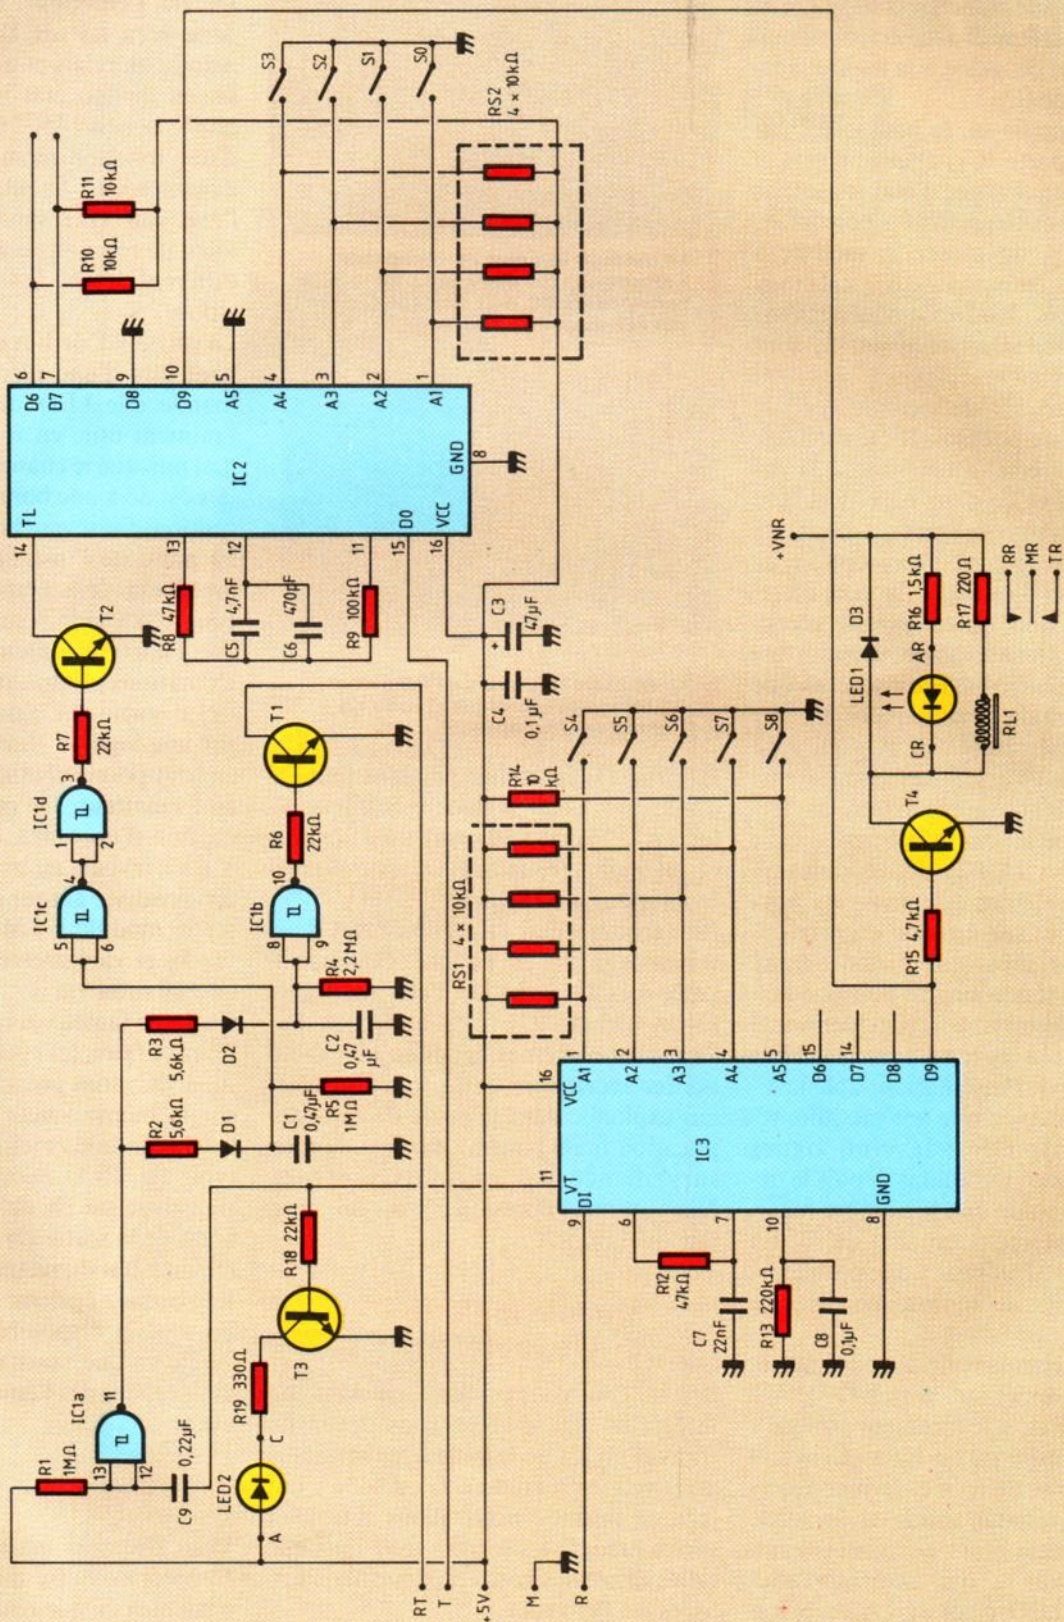 R1
1MΩ
13
12
IC1a
11
C9
0,22µF
LED2
A
C
R19 330Ω
T3
R18 22kΩ
R2
5,6kΩ
D1
R3
5,6kΩ
D2
C1
0,47µF
R5
1MΩ
C2
0,47
µF
R4
2,2MΩ
IC1c
5
6
4
IC1d
1
2
3
R7
22kΩ
T2
IC1b
8
9
10
R6
22kΩ
T1
14
TL
13
12
11
D0
15
VCC
16
IC2
GND
8
R8
47kΩ
C5
4,7nF
C6
470pF
R9
100kΩ
D6
6
D7
7
D8
9
D9
10
A5
5
A4
4
A3
3
A2
2
A1
1
R10
10kΩ
R11
10kΩ
S3
S2
S1
S0
RS2
4 x 10kΩ
C4
0,1µF
+
C3
47µF
RT
T
+5V
M
R
RS1 4 x 10kΩ
R14
10
kΩ
S4
S5
S6
S7
S8
16
VCC
11
VT
9
DI
6
7
10
8
GND
IC3
1
A1
2
A2
3
A3
4
A4
5
A5
15
D6
14
D7
D8
D9
R12
47kΩ
C7
22nF
R13 220kΩ
C8
0,1µF
R15 4,7kΩ
T4
+VNR
D3
LED1
CR
AR
R16 1,5kΩ
RL1
R17 220Ω
RR
MR
TR